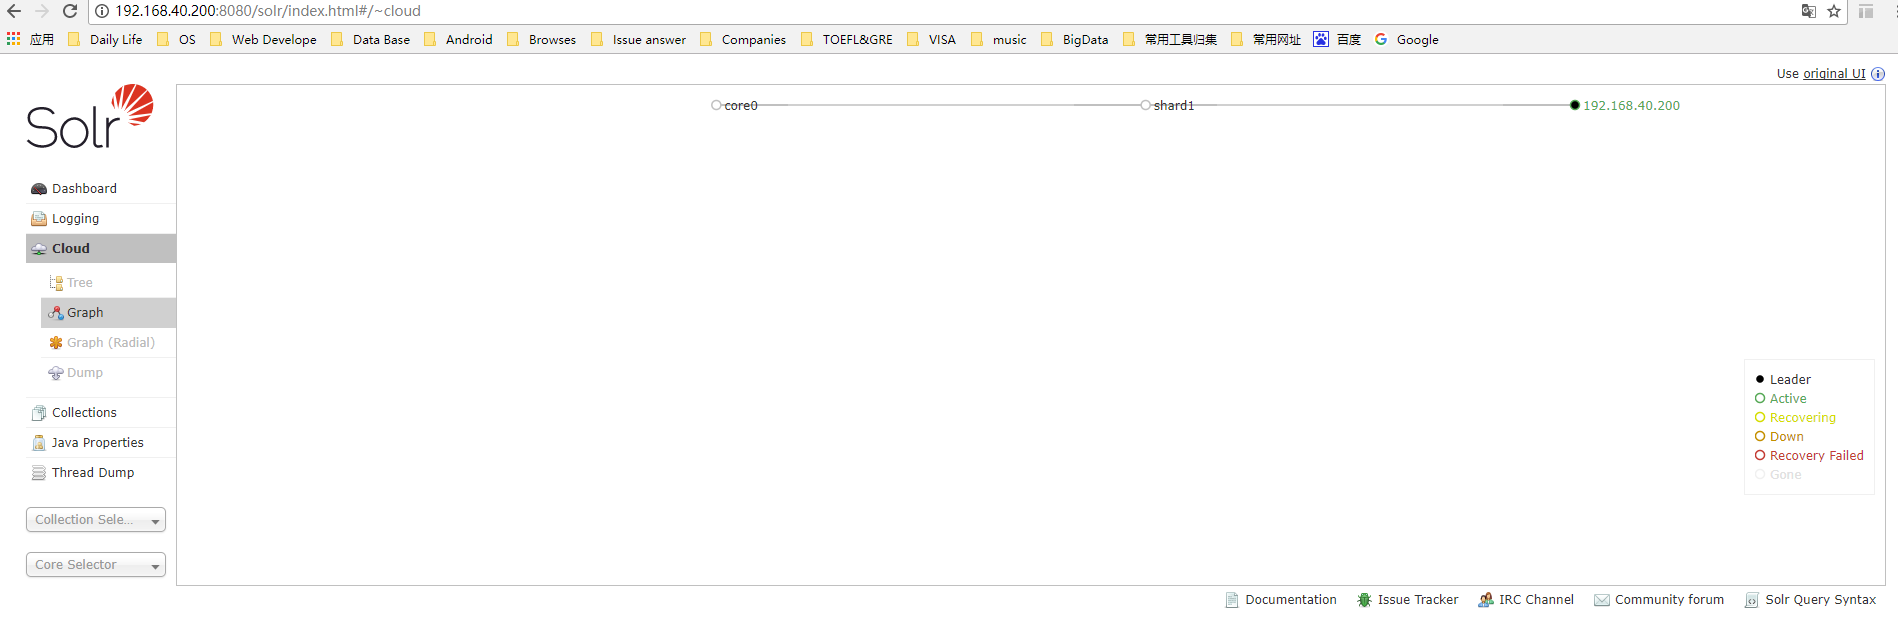 192.168.40.200:8080/solr/index.html#/~cloud
应用 Daily Life OS Web Develope Data Base Android Browses Issue answer Companies TOEFL&GRE VISA music BigData 常用工具归集 常用网址 百度 Google
Use original UI
Solr
core0 shard1 192.168.40.200
Dashboard
Logging
Cloud
Tree
Graph
Graph (Radial)
Dump
Collections
Java Properties
Thread Dump
Collection Sele...
Core Selector
Leader
Active
Recovering
Down
Recovery Failed
Gone
Documentation Issue Tracker IRC Channel Community forum Solr Query Syntax